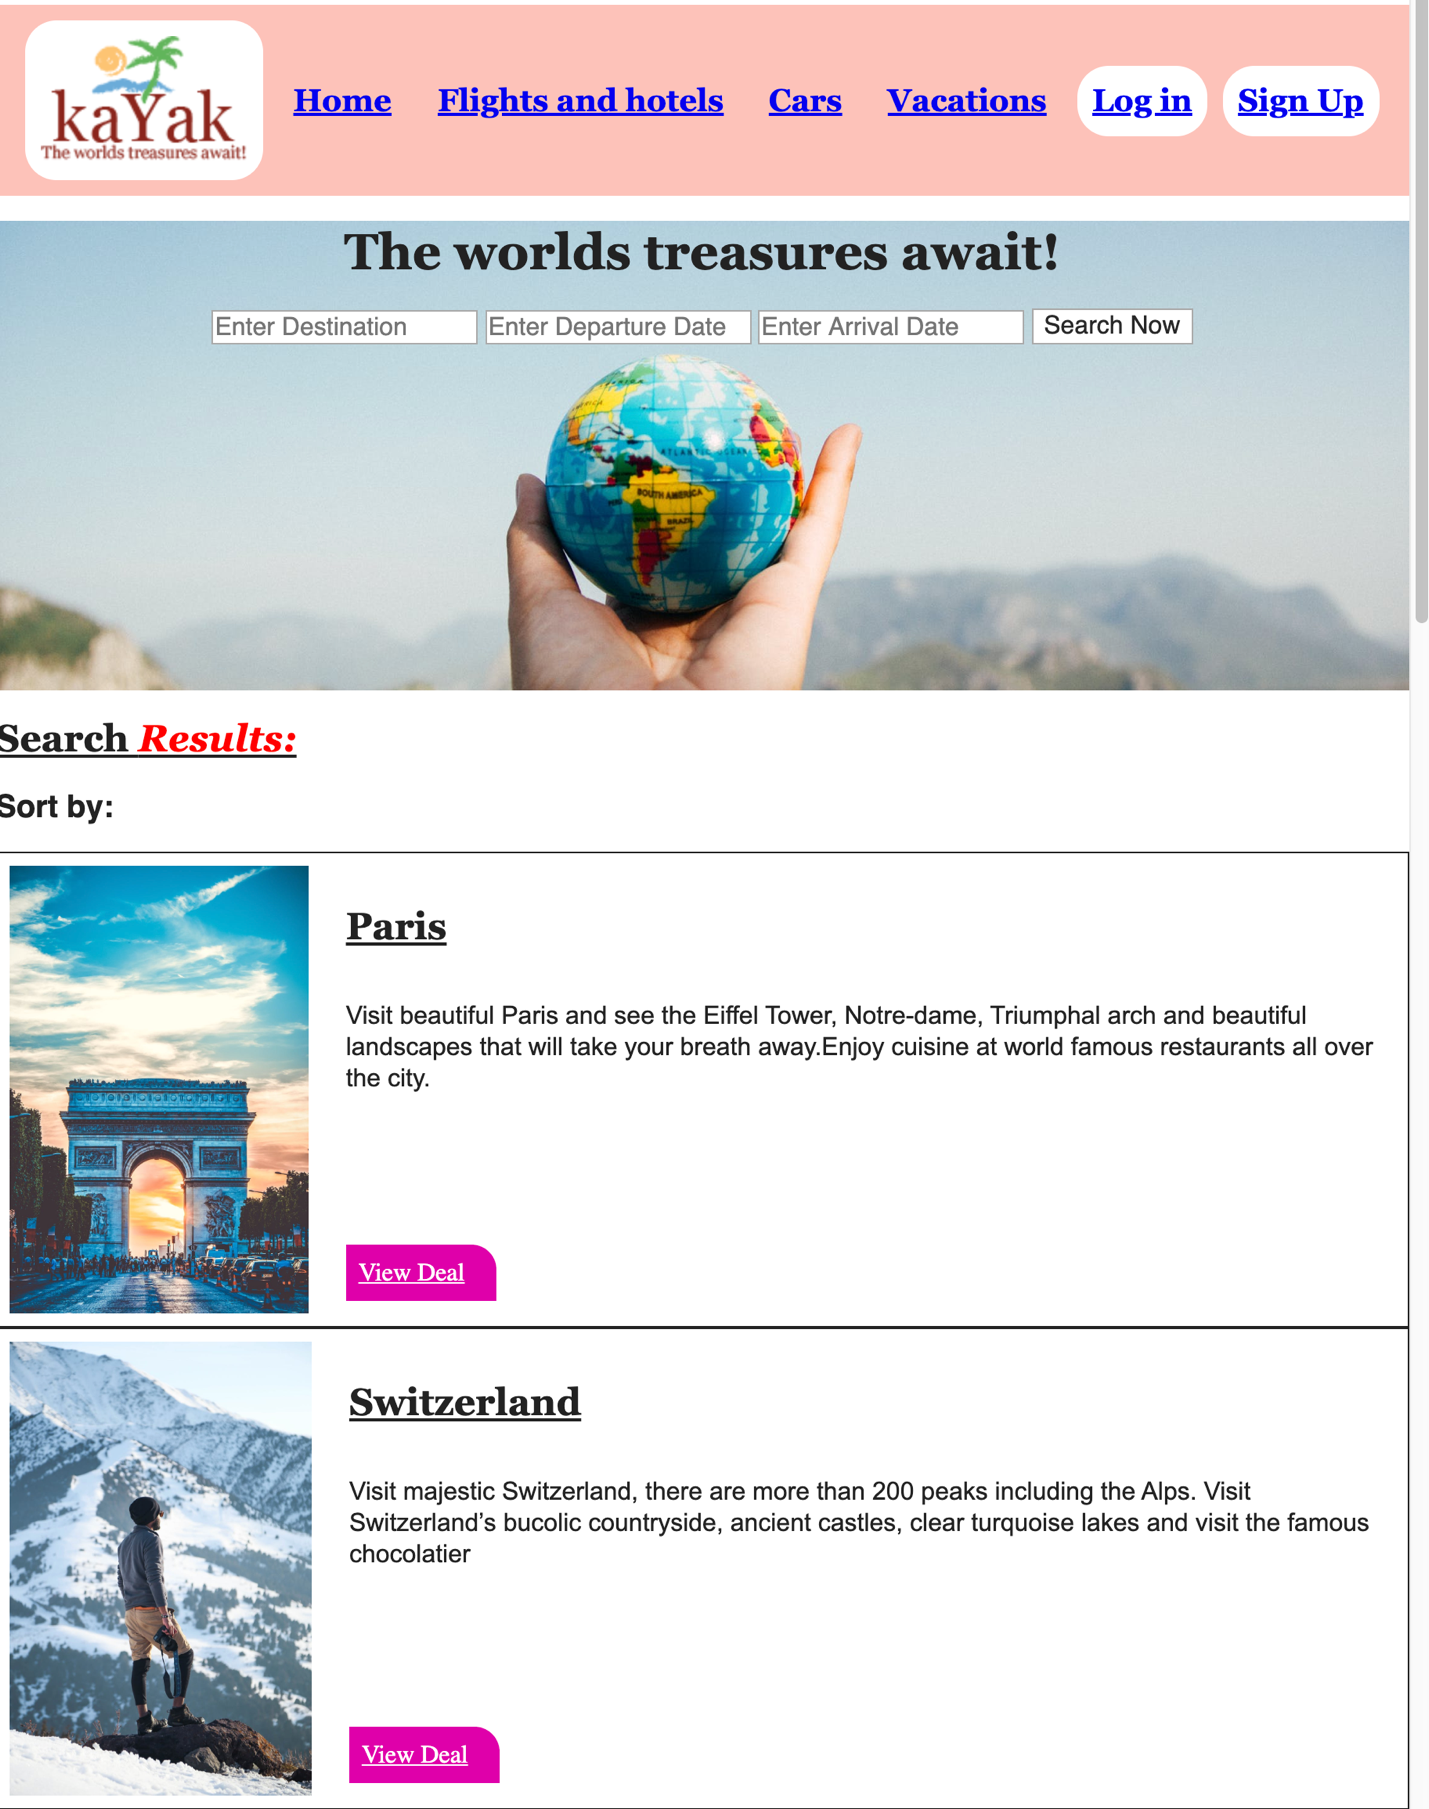 kaYak
The worlds treasures await!
Home Flights and hotels Cars Vacations Log in Sign Up
The worlds treasures await!
Enter Destination Enter Departure Date Enter Arrival Date Search Now
ATLANTIC OCEAN
SOUTH AMERICA
BRAZIL
Search Results:
Sort by:
Paris
Visit beautiful Paris and see the Eiffel Tower, Notre-dame, Triumphal arch and beautiful
landscapes that will take your breath away.Enjoy cuisine at world famous restaurants all over
the city.
View Deal
Switzerland
Visit majestic Switzerland, there are more than 200 peaks including the Alps. Visit
Switzerland’s bucolic countryside, ancient castles, clear turquoise lakes and visit the famous
chocolatier
View Deal